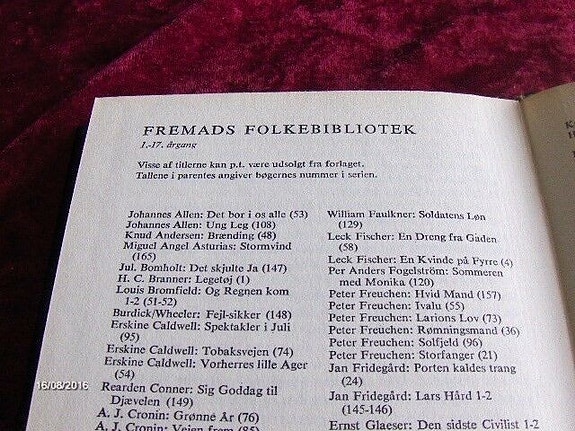 FREMADS FOLKEBIBLIOTEK
1.-17. årgang
Visse af titlerne kan p.t. være udsolgt fra forlaget.
Tallene i parentes angiver bøgernes nummer i serien.
Johannes Allen: Det bor i os alle (53)
Johannes Allen: Ung Leg (108)
Knud Andersen: Brænding (48)
Miguel Angel Asturias: Stormvind
(165)
Jul. Bomholt: Det skjulte Ja (147)
H. C. Branner: Legetøj (1)
Louis Bromfield: Og Regnen kom
1-2 (51-52)
Burdick/Wheeler: Fejl-sikker (148)
Erskine Caldwell: Spektakler i Juli
(95)
Erskine Caldwell: Tobaksvejen (74)
Erskine Caldwell: Vorherres lille Ager
(54)
Rearden Conner: Sig Goddag til
Djævelen (149)
A. J. Cronin: Grønne År (76)
A. J. Cronin: Vejen frem (85)
William Faulkner: Soldatens Løn
(129)
Leck Fischer: En Dreng fra Gaden
(58)
Leck Fischer: En Kvinde på Fyrre (4)
Per Anders Fogelström: Sommeren
med Monika (120)
Peter Freuchen: Hvid Mand (157)
Peter Freuchen: Ivalu (55)
Peter Freuchen: Larions Lov (73)
Peter Freuchen: Rømningsmand (36)
Peter Freuchen: Solfjeld (96)
Peter Freuchen: Storfanger (21)
Jan Fridegård: Porten kaldes trang
(24)
Jan Fridegård: Lars Hård 1-2
(145-146)
Ernst Glaeser: Den sidste Civilist 1-2
16/08/2016